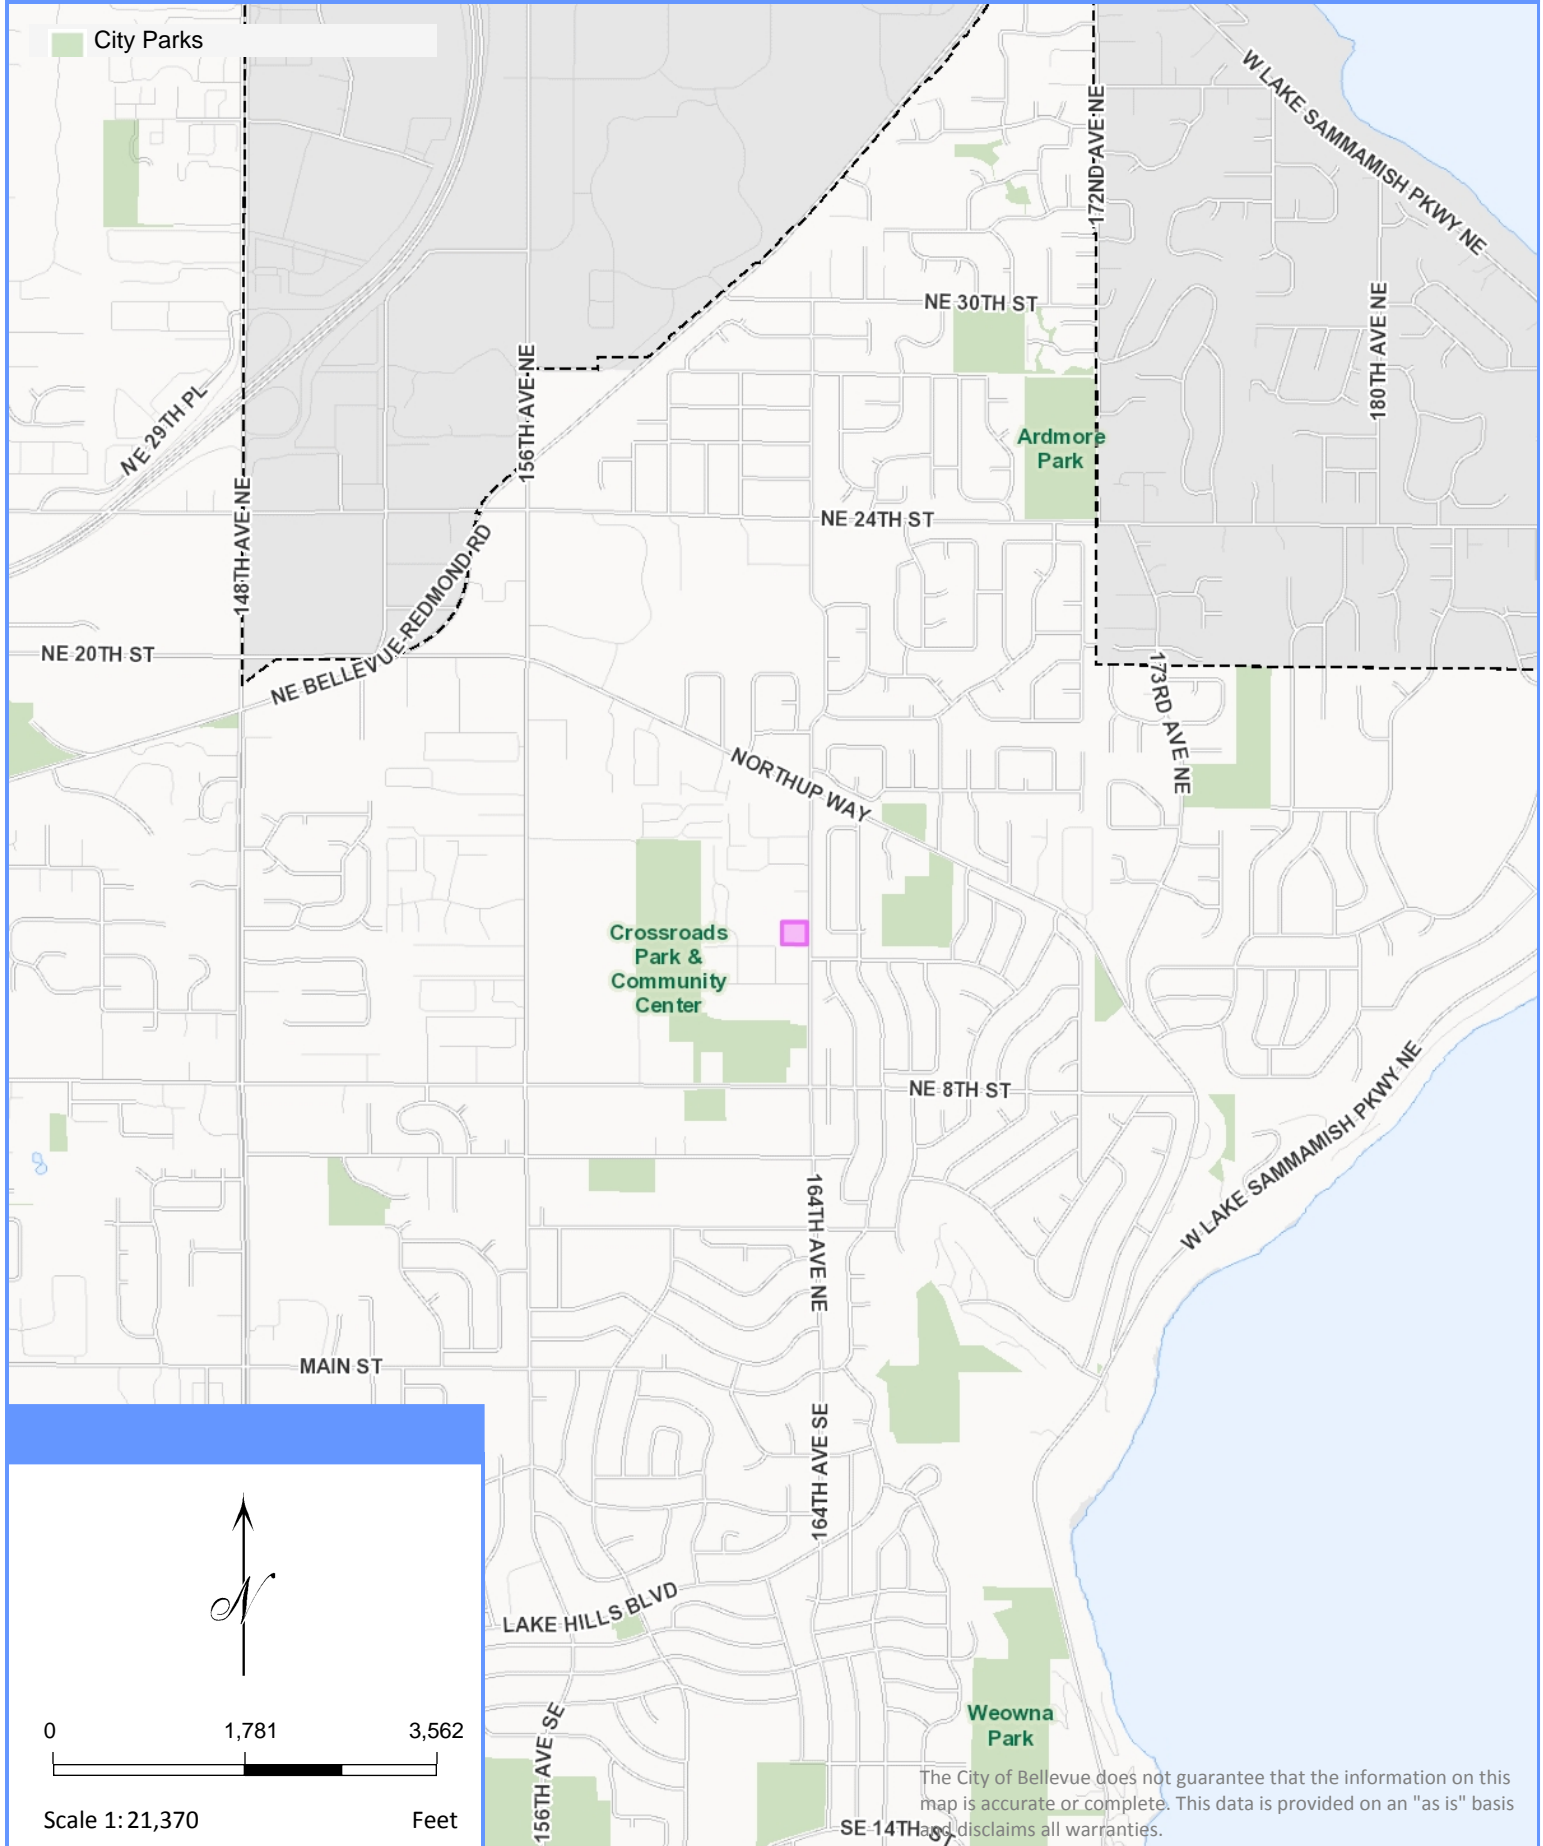 City Parks
W LAKE SAMMAMISH PKWY NE
172ND AVE NE
NE 30TH ST
180TH AVE NE
156TH AVE NE
NE 29TH PL
Ardmore
Park
148TH AVE NE
NE 24TH ST
NE BELLEVUE-REDMOND RD
NE 20TH ST
173RD AVE NE
NORTHUP WAY
Crossroads
Park &
Community
Center
NE 8TH ST
W LAKE SAMMAMISH PKWY NE
164TH AVE NE
MAIN ST
164TH AVE SE
LAKE HILLS BLVD
N
Weowna
Park
156TH AVE SE
0 1,781 3,562
Scale 1: 21,370 Feet
The City of Bellevue does not guarantee that the information on this
map is accurate or complete. This data is provided on an "as is" basis
and disclaims all warranties.
SE 14TH ST